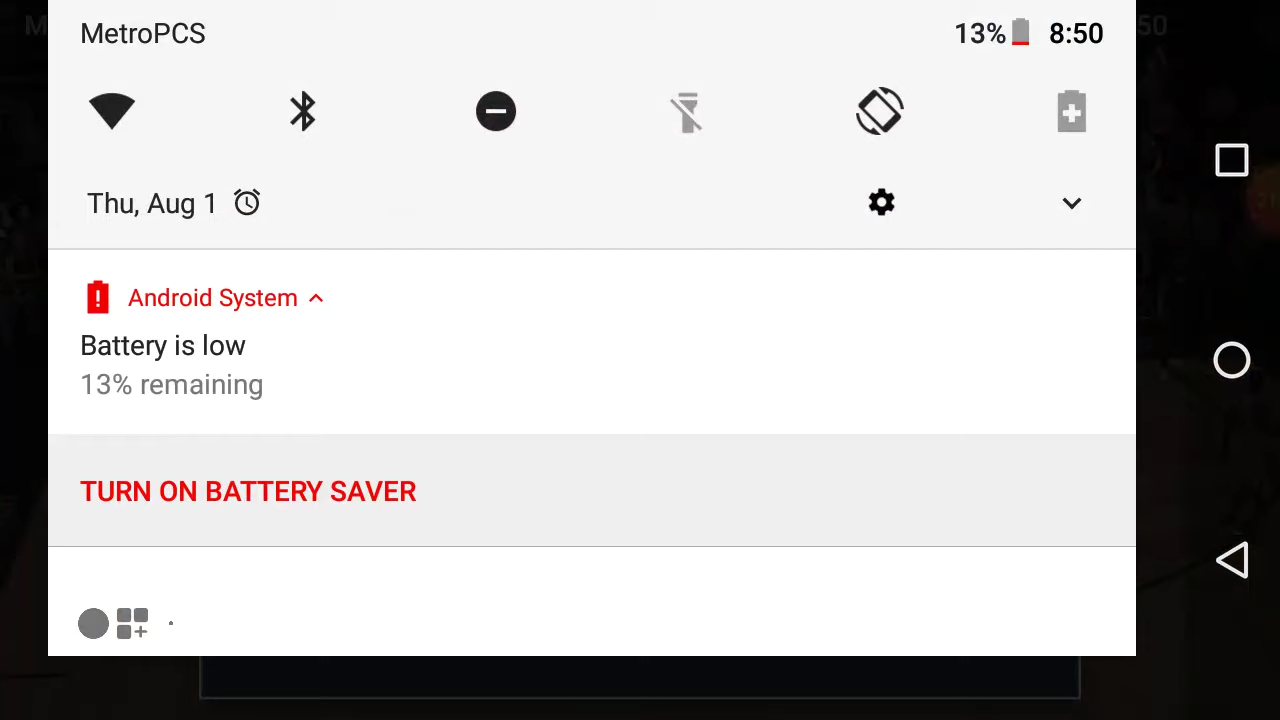 MetroPCS
13% 8:50
Thu, Aug 1
Android System
Battery is low
13% remaining
TURN ON BATTERY SAVER